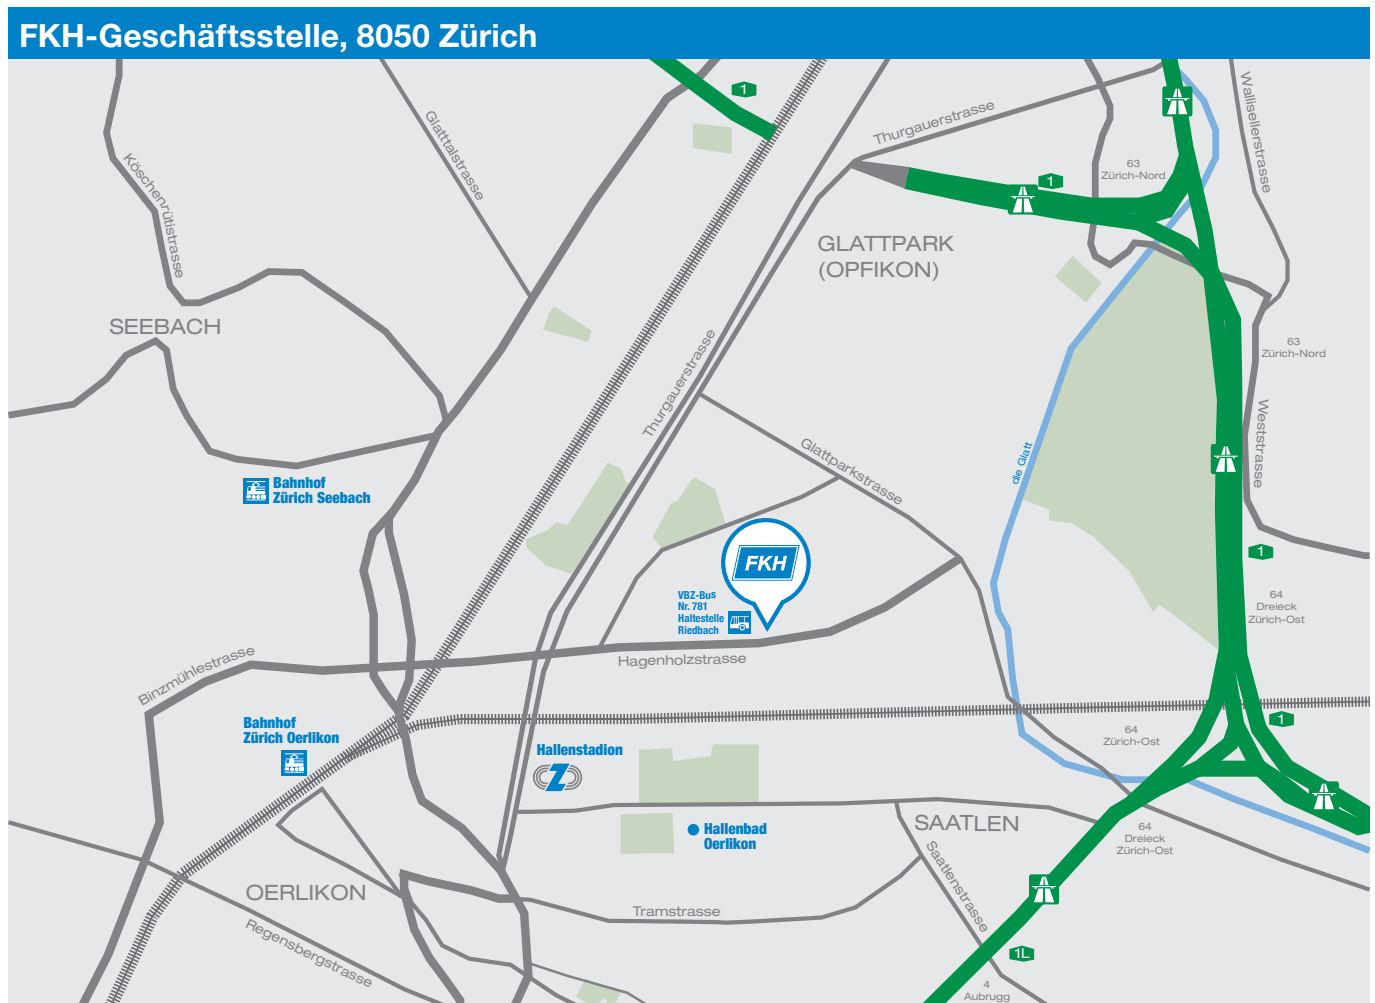 FKH-Geschäftsstelle, 8050 Zürich
1
Thurgauerstrasse
Wallisellerstrasse
Glatttalstrasse
Köschenrütistrasse
63
Zürich-Nord
1
GLATTPARK
(OPFIKON)
SEEBACH
63
Zürich-Nord
Thurgauerstrasse
Weststrasse
Glattparkstrasse
die Glatt
Bahnhof
Zürich Seebach
FKH
1
VBZ-Bus
Nr. 781
Haltestelle
Riedbach
64
Dreieck
Zürich-Ost
Hagenholzstrasse
Binzmühlestrasse
Bahnhof
Zürich Oerlikon
1
64
Zürich-Ost
Hallenstadion
Z
Hallenbad
Oerlikon
SAATLEN
64
Dreieck
Zürich-Ost
Saatlenstrasse
OERLIKON
Tramstrasse
Regensbergstrasse
1L
4
Aubrugg